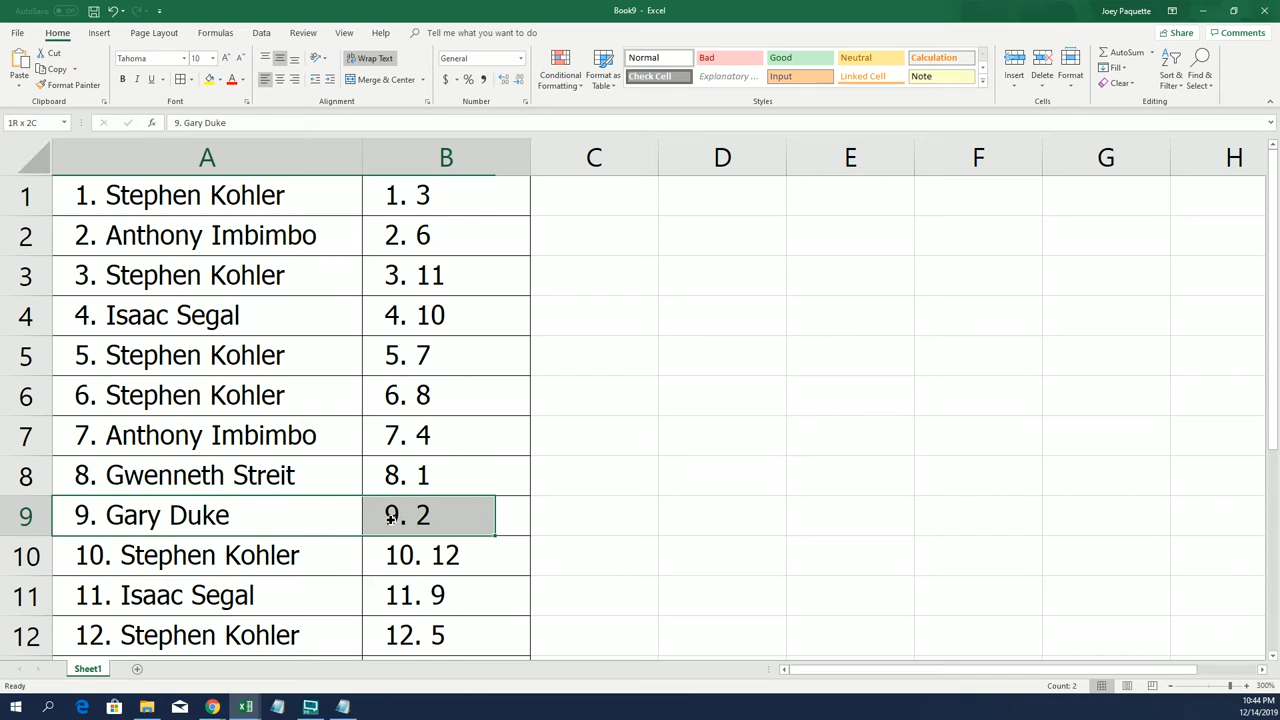 AutoSave Off Book9 - Excel Joey Paquette
File Home Insert Page Layout Formulas Data Review View Help Tell me what you want to do Share Comments
Paste Cut Copy Format Painter Clipboard
Tahoma 10 A A B I U A Font
Wrap Text Merge & Center Alignment
General $ % , Number
Conditional Formatting Format as Table
Normal Bad Good Neutral Calculation
Check Cell Explanatory ... Input Linked Cell Note
Styles
Insert Delete Format Cells
AutoSum Fill Clear Sort & Filter Find & Select Editing
1R x 2C fx 9. Gary Duke
A B C D E F G H
1 1. Stephen Kohler 1. 3
2 2. Anthony Imbimbo 2. 6
3 3. Stephen Kohler 3. 11
4 4. Isaac Segal 4. 10
5 5. Stephen Kohler 5. 7
6 6. Stephen Kohler 6. 8
7 7. Anthony Imbimbo 7. 4
8 8. Gwenneth Streit 8. 1
9 9. Gary Duke 9. 2
10 10. Stephen Kohler 10. 12
11 11. Isaac Segal 11. 9
12 12. Stephen Kohler 12. 5
Sheet1
Ready Count: 2 300%
10:44 PM
12/14/2019